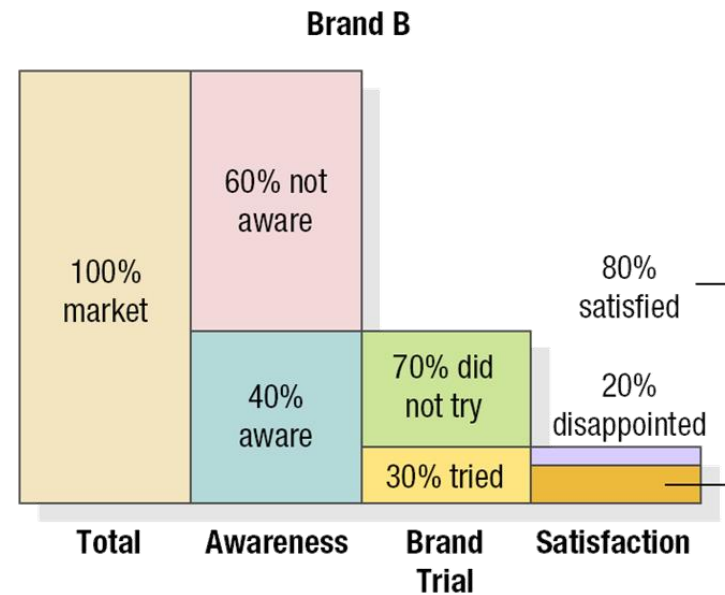 Brand B
100%
market
60% not
aware
40%
aware
70% did
not try
30% tried
80%
satisfied
20%
disappointed
Total
Awareness
Brand
Trial
Satisfaction